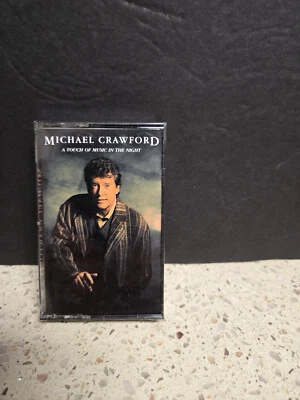 MICHAEL CRAWFORD
A TOUCH OF MUSIC IN THE NIGHT